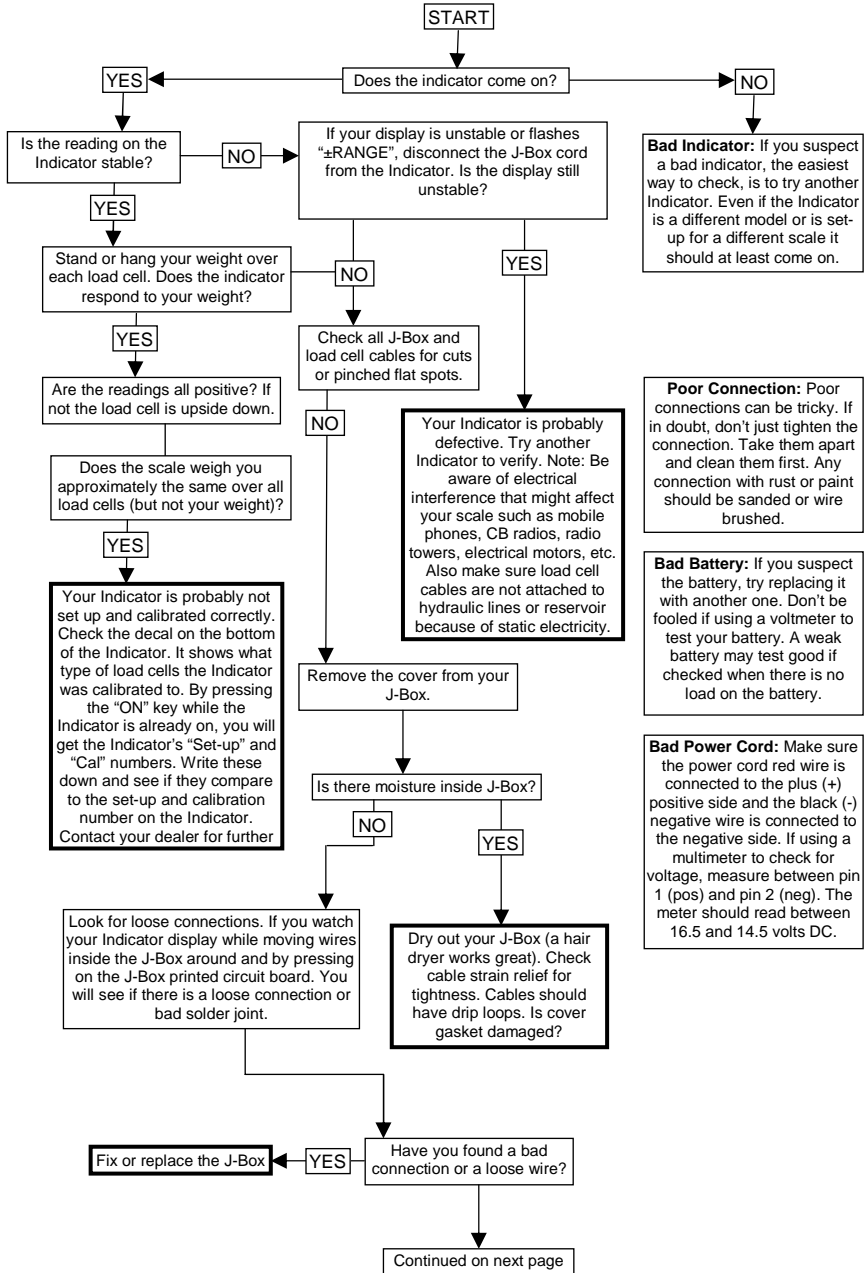 START
Does the indicator come on?
YES
NO
Is the reading on the
Indicator stable?
NO
If your display is unstable or flashes
“±RANGE”, disconnect the J-Box cord
from the Indicator. Is the display still
unstable?
Bad Indicator: If you suspect
a bad indicator, the easiest
way to check, is to try another
Indicator. Even if the Indicator
is a different model or is set-
up for a different scale it
should at least come on.
YES
Stand or hang your weight over
each load cell. Does the indicator
respond to your weight?
NO
YES
YES
Check all J-Box and
load cell cables for cuts
or pinched flat spots.
Are the readings all positive? If
not the load cell is upside down.
NO
Your Indicator is probably
defective. Try another
Indicator to verify. Note: Be
aware of electrical
interference that might affect
your scale such as mobile
phones, CB radios, radio
towers, electrical motors, etc.
Also make sure load cell
cables are not attached to
hydraulic lines or reservoir
because of static electricity.
Poor Connection: Poor
connections can be tricky. If
in doubt, don’t just tighten the
connection. Take them apart
and clean them first. Any
connection with rust or paint
should be sanded or wire
brushed.
Does the scale weigh you
approximately the same over all
load cells (but not your weight)?
YES
Your Indicator is probably not
set up and calibrated correctly.
Check the decal on the bottom
of the Indicator. It shows what
type of load cells the Indicator
was calibrated to. By pressing
the “ON” key while the
Indicator is already on, you will
get the Indicator’s “Set-up” and
“Cal” numbers. Write these
down and see if they compare
to the set-up and calibration
number on the Indicator.
Contact your dealer for further
Bad Battery: If you suspect
the battery, try replacing it
with another one. Don’t be
fooled if using a voltmeter to
test your battery. A weak
battery may test good if
checked when there is no
load on the battery.
Remove the cover from your
J-Box.
Is there moisture inside J-Box?
NO
YES
Bad Power Cord: Make sure
the power cord red wire is
connected to the plus (+)
positive side and the black (-)
negative wire is connected to
the negative side. If using a
multimeter to check for
voltage, measure between pin
1 (pos) and pin 2 (neg). The
meter should read between
16.5 and 14.5 volts DC.
Look for loose connections. If you watch
your Indicator display while moving wires
inside the J-Box around and by pressing
on the J-Box printed circuit board. You
will see if there is a loose connection or
bad solder joint.
Dry out your J-Box (a hair
dryer works great). Check
cable strain relief for
tightness. Cables should
have drip loops. Is cover
gasket damaged?
Have you found a bad
connection or a loose wire?
YES
Fix or replace the J-Box
Continued on next page